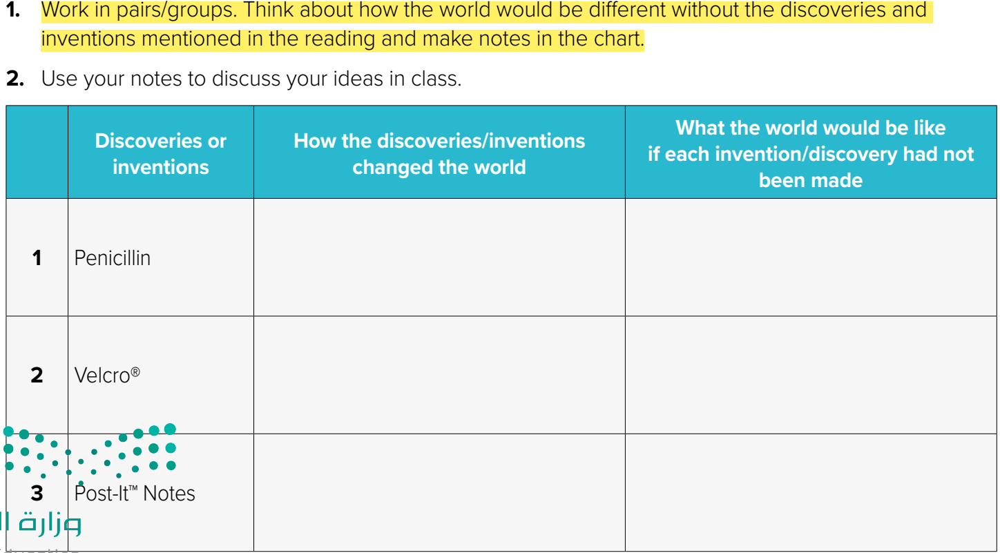 1. Work in pairs/groups. Think about how the world would be different without the discoveries and
inventions mentioned in the reading and make notes in the chart.
2. Use your notes to discuss your ideas in class.
Discoveries or
inventions
How the discoveries/inventions
changed the world
What the world would be like
if each invention/discovery had not
been made
1 Penicillin
2 Velcro®
3 Post-It™ Notes
وزارة